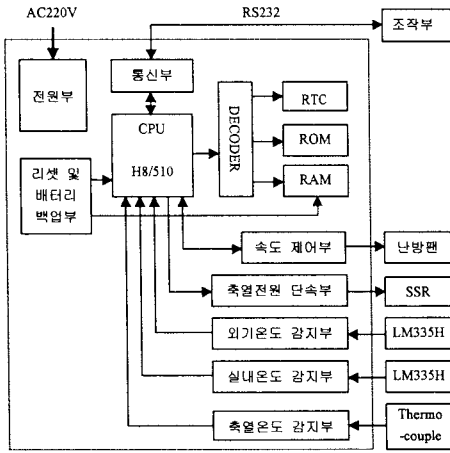 AC220V
RS232
조작부
전원부
통신부
CPU
H8/510
DECODER
RTC
ROM
RAM
리셋 및
배터리
백업부
속도 제어부
난방팬
축열전원 단속부
SSR
외기온도 감지부
LM335H
실내온도 감지부
LM335H
축열온도 감지부
Thermo
-couple